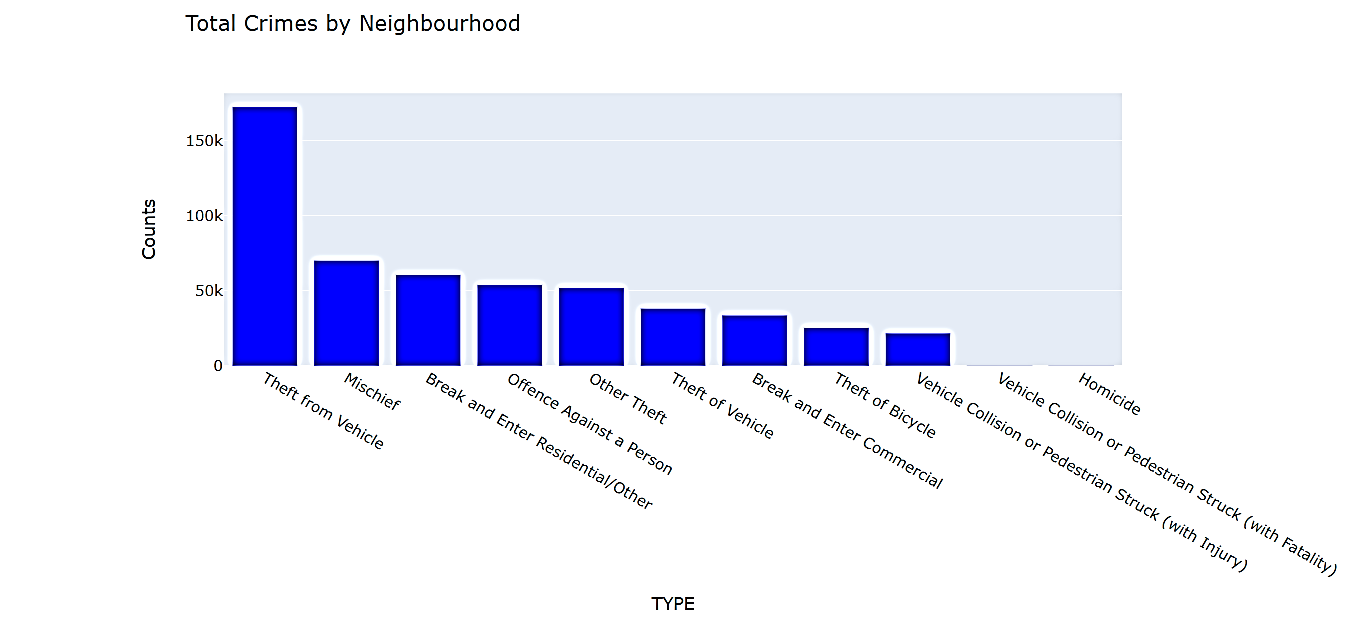 Total Crimes by Neighbourhood
150k
100k
50k
0
Counts
Theft from Vehicle
Mischief
Break and Enter Residential/Other
Offence Against a Person
Other Theft
Theft of Vehicle
Break and Enter Commercial
Theft of Bicycle
Vehicle Collision or Pedestrian Struck (with Injury)
Vehicle Collision or Pedestrian Struck (with Fatality)
Homicide
TYPE